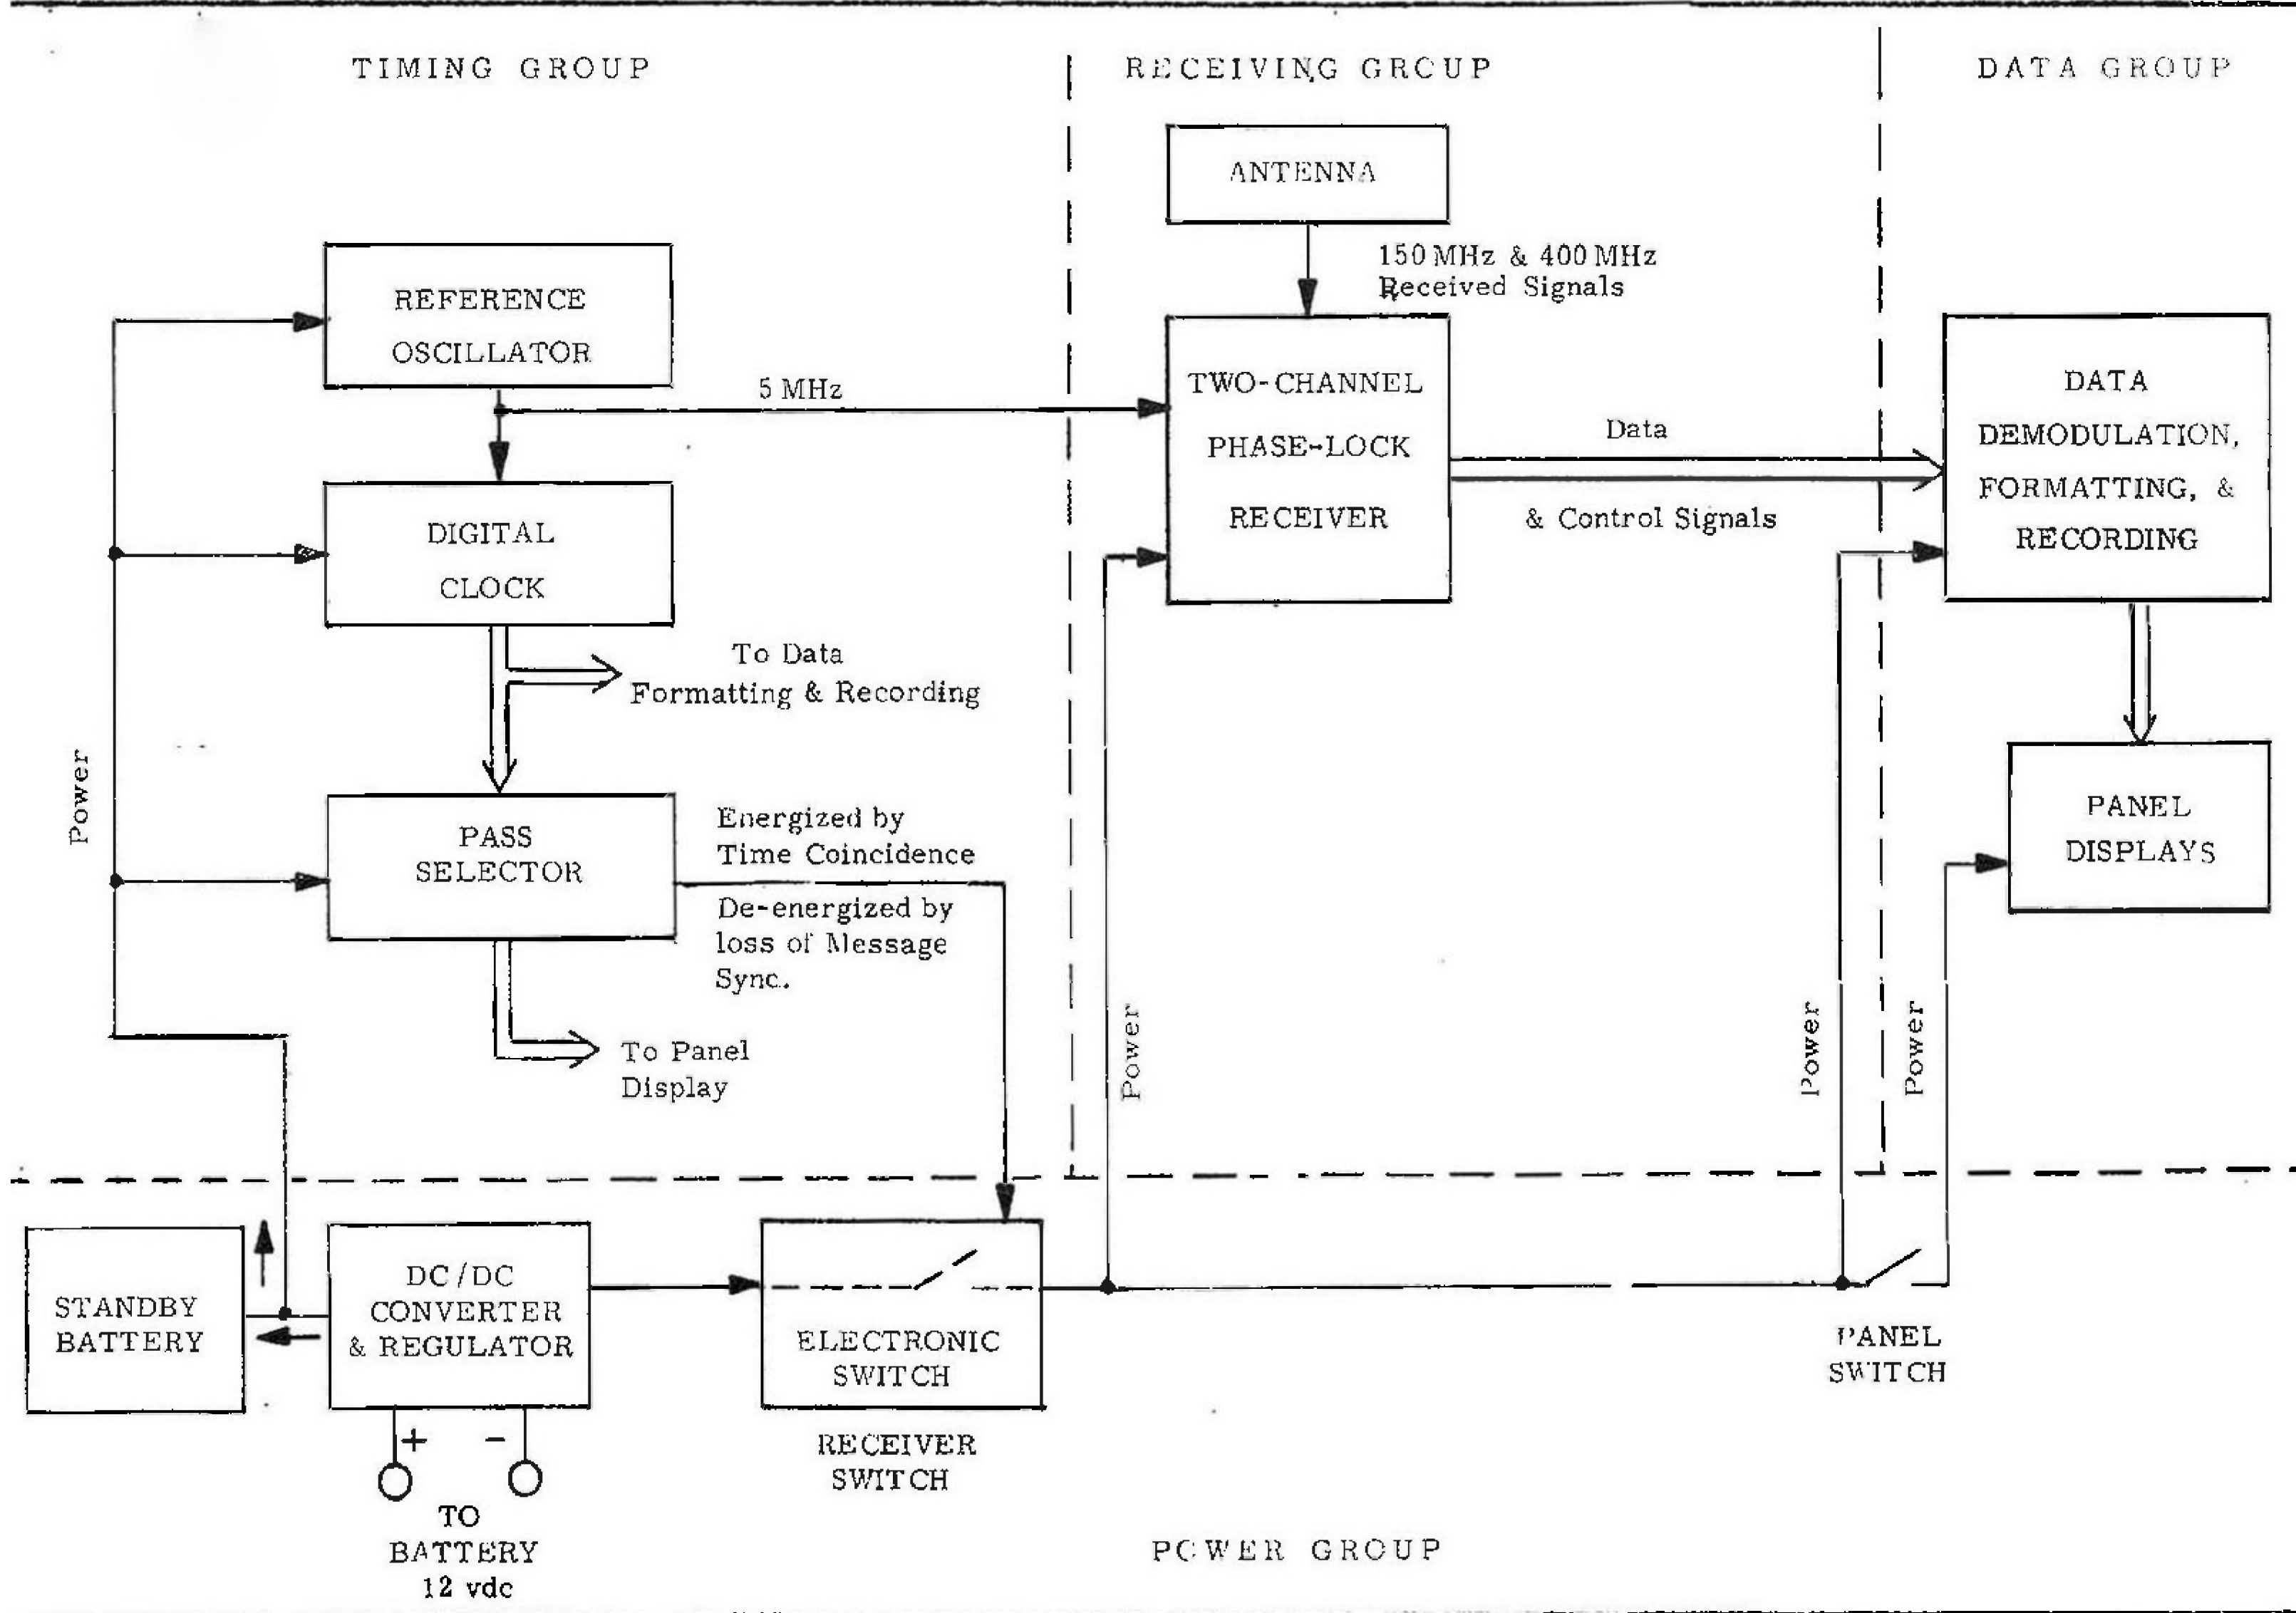 TIMING GROUP
RECEIVING GROUP
DATA GROUP
ANTENNA
150 MHz & 400 MHz
Received Signals
REFERENCE
OSCILLATOR
5 MHz
TWO-CHANNEL
PHASE-LOCK
RECEIVER
Data
& Control Signals
DATA
DEMODULATION,
FORMATTING, &
RECORDING
DIGITAL
CLOCK
To Data
Formatting & Recording
Power
PASS
SELECTOR
Energized by
Time Coincidence
De-energized by
loss of Message
Sync.
To Panel
Display
PANEL
DISPLAYS
Power
Power
Power
STANDBY
BATTERY
DC/DC
CONVERTER
& REGULATOR
ELECTRONIC
SWITCH
RECEIVER
SWITCH
PANEL
SWITCH
+ -
TO
BATTERY
12 vdc
POWER GROUP